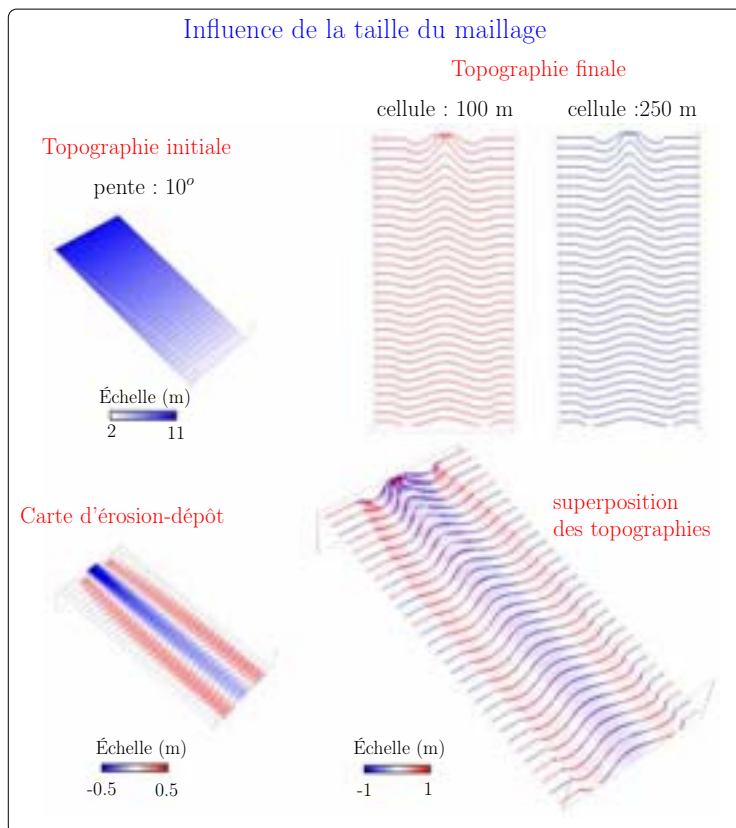 Influence de la taille du maillage
Topographie finale
cellule : 100 m
cellule :250 m
Topographie initiale
pente : 10º
Échelle (m)
2 11
Carte d'érosion-dépôt
superposition
des topographies
Échelle (m)
-0.5 0.5
Échelle (m)
-1 1